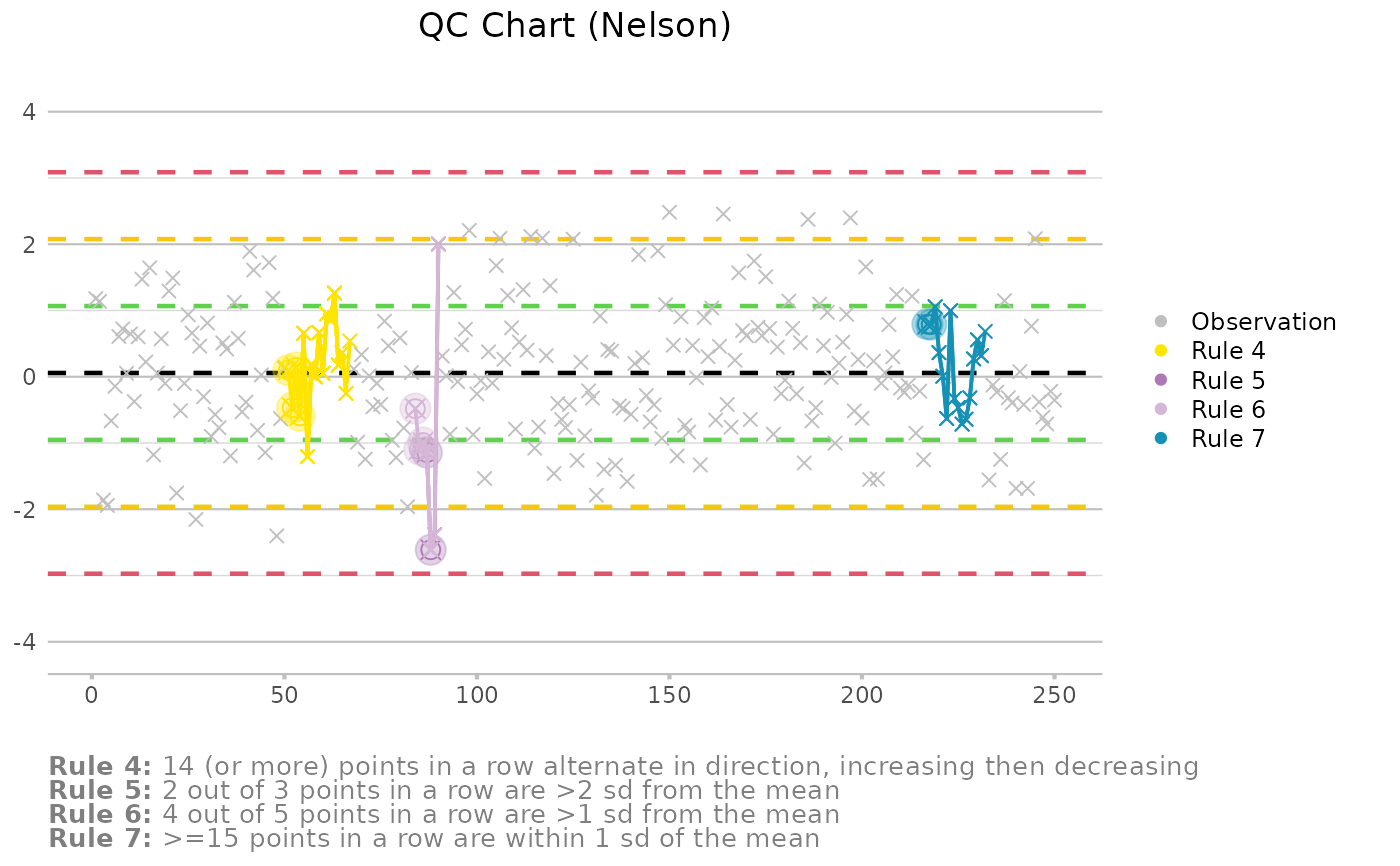 QC Chart (Nelson)
4
2
0
-2
-4
0 50 100 150 200 250
Observation
Rule 4
Rule 5
Rule 6
Rule 7
Rule 4: 14 (or more) points in a row alternate in direction, increasing then decreasing
Rule 5: 2 out of 3 points in a row are >2 sd from the mean
Rule 6: 4 out of 5 points in a row are >1 sd from the mean
Rule 7: >=15 points in a row are within 1 sd of the mean